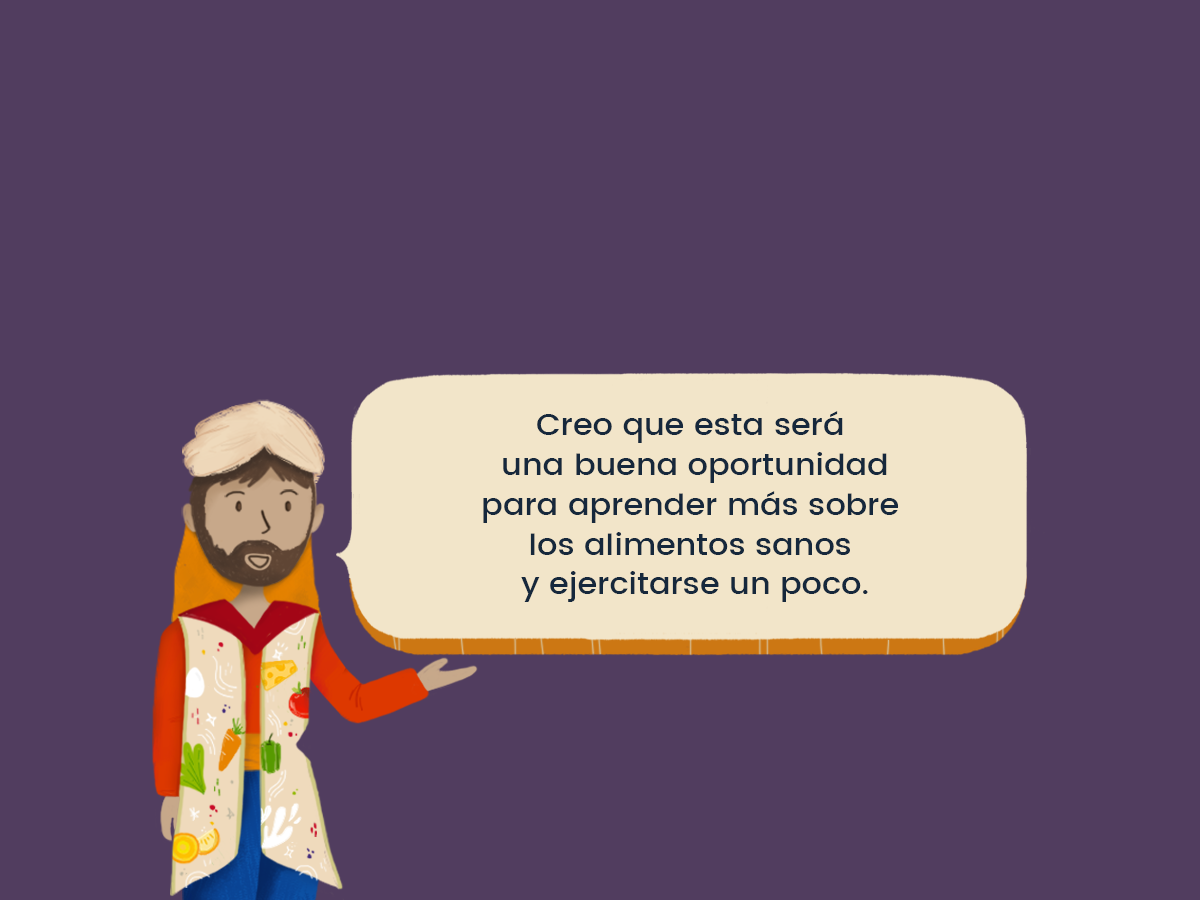 Creo que esta será
una buena oportunidad
para aprender más sobre
los alimentos sanos
y ejercitarse un poco.